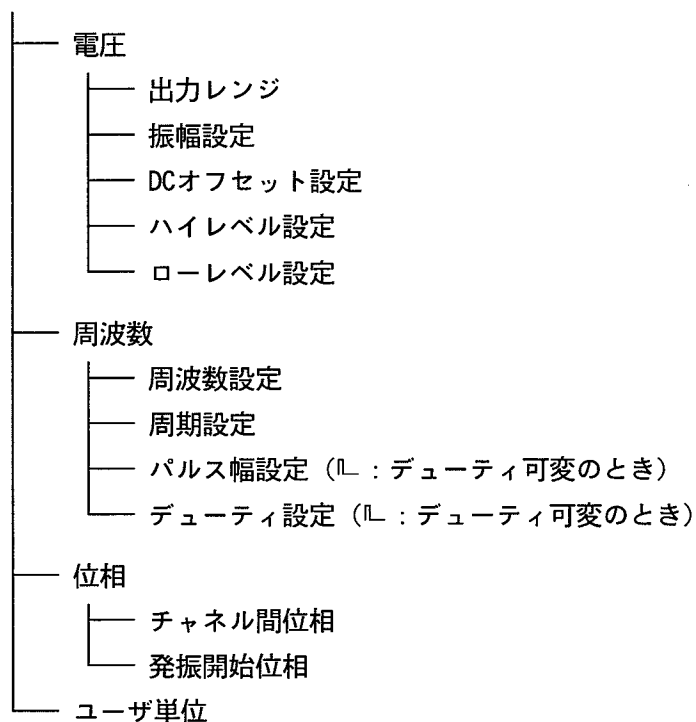 電圧
出力レンジ
振幅設定
DCオフセット設定
ハイレベル設定
ローレベル設定
周波数
周波数設定
周期設定
パルス幅設定（：デューティ可変のとき）
デューティ設定（：デューティ可変のとき）
位相
チャネル間位相
発振開始位相
ユーザ単位